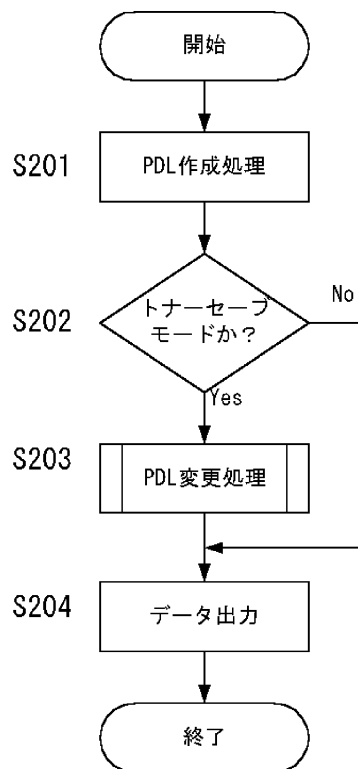 開始
S201
PDL作成処理
S202
トナーセーブ
モードか？
No
Yes
S203
PDL変更処理
S204
データ出力
終了